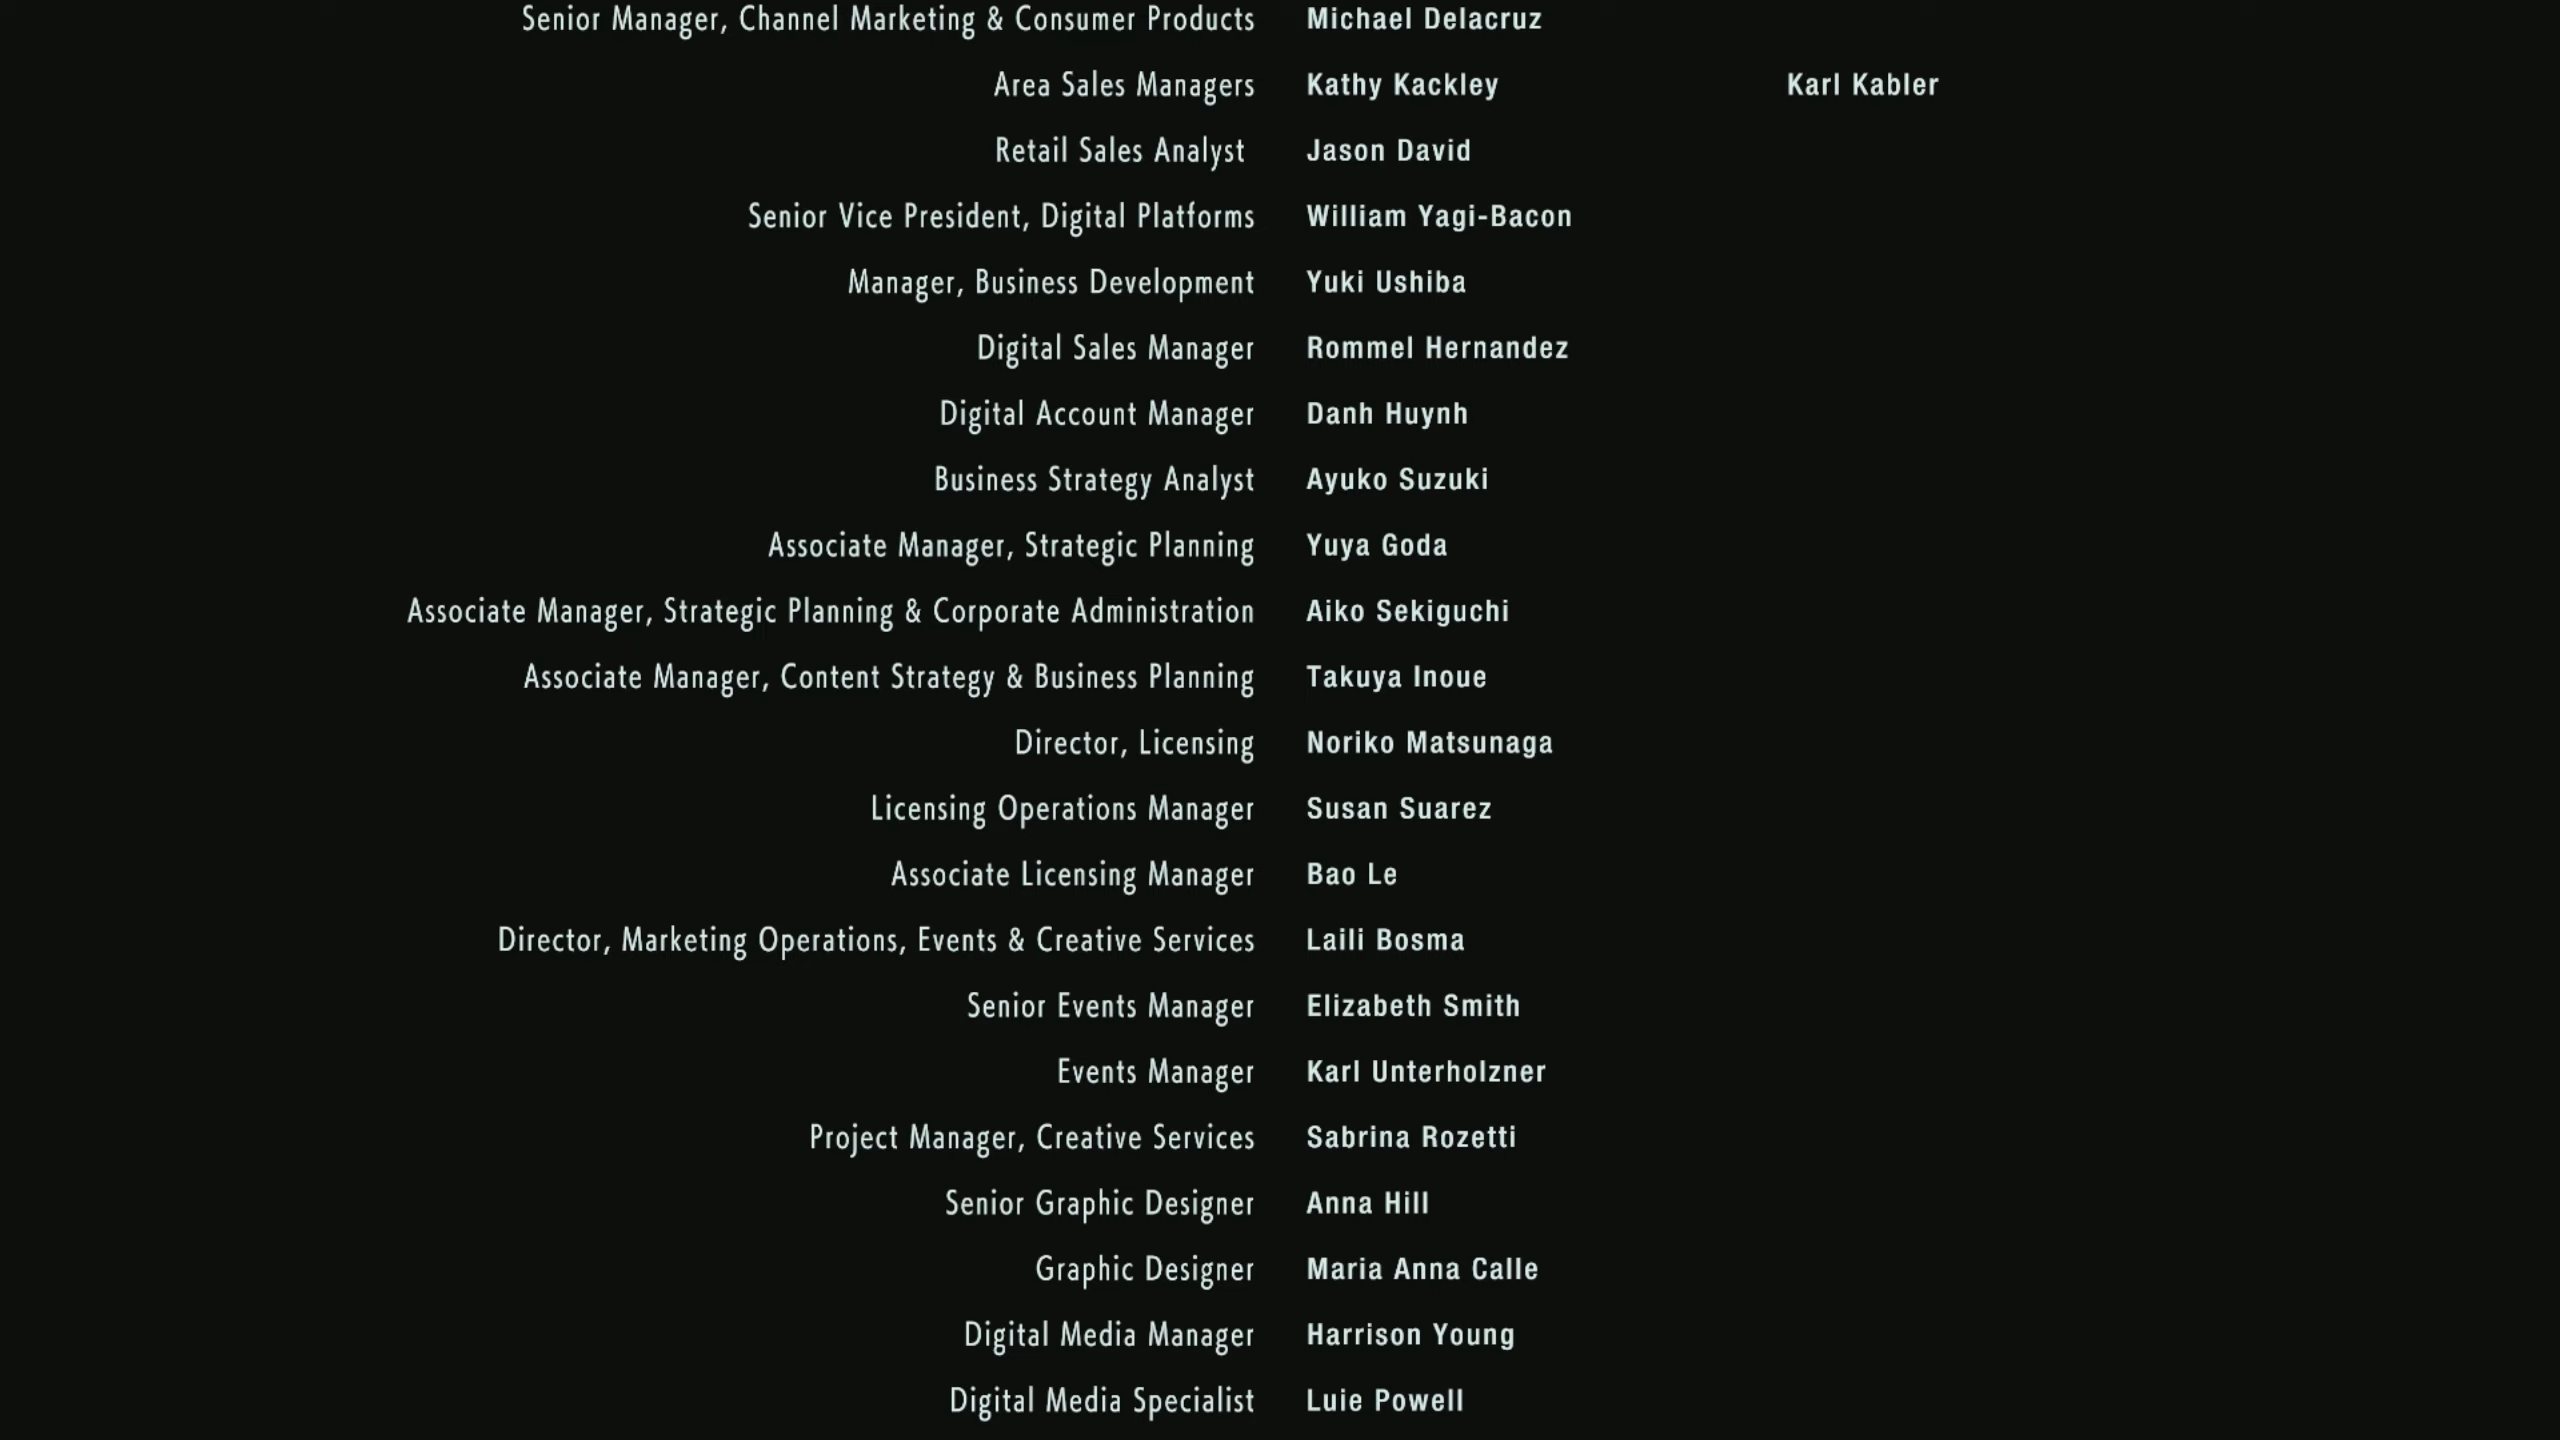 Senior Manager, Channel Marketing & Consumer Products Michael Delacruz
Area Sales Managers Kathy Kackley Karl Kabler
Retail Sales Analyst Jason David
Senior Vice President, Digital Platforms William Yagi-Bacon
Manager, Business Development Yuki Ushiba
Digital Sales Manager Rommel Hernandez
Digital Account Manager Danh Huynh
Business Strategy Analyst Ayuko Suzuki
Associate Manager, Strategic Planning Yuya Goda
Associate Manager, Strategic Planning & Corporate Administration Aiko Sekiguchi
Associate Manager, Content Strategy & Business Planning Takuya Inoue
Director, Licensing Noriko Matsunaga
Licensing Operations Manager Susan Suarez
Associate Licensing Manager Bao Le
Director, Marketing Operations, Events & Creative Services Laili Bosma
Senior Events Manager Elizabeth Smith
Events Manager Karl Unterholzner
Project Manager, Creative Services Sabrina Rozetti
Senior Graphic Designer Anna Hill
Graphic Designer Maria Anna Calle
Digital Media Manager Harrison Young
Digital Media Specialist Luie Powell